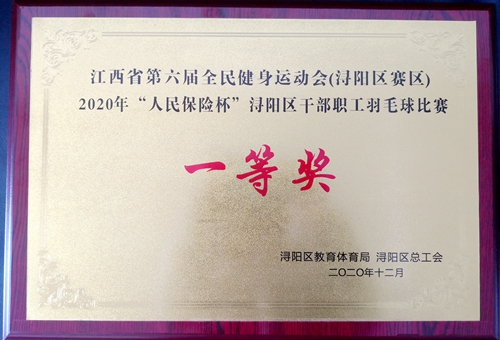 江西省第六届全民健身运动会(浔阳区赛区)
2020年“人民保险杯”浔阳区干部职工羽毛球比赛
一等奖
浔阳区教育体育局 浔阳区总工会
二〇二〇年十二月